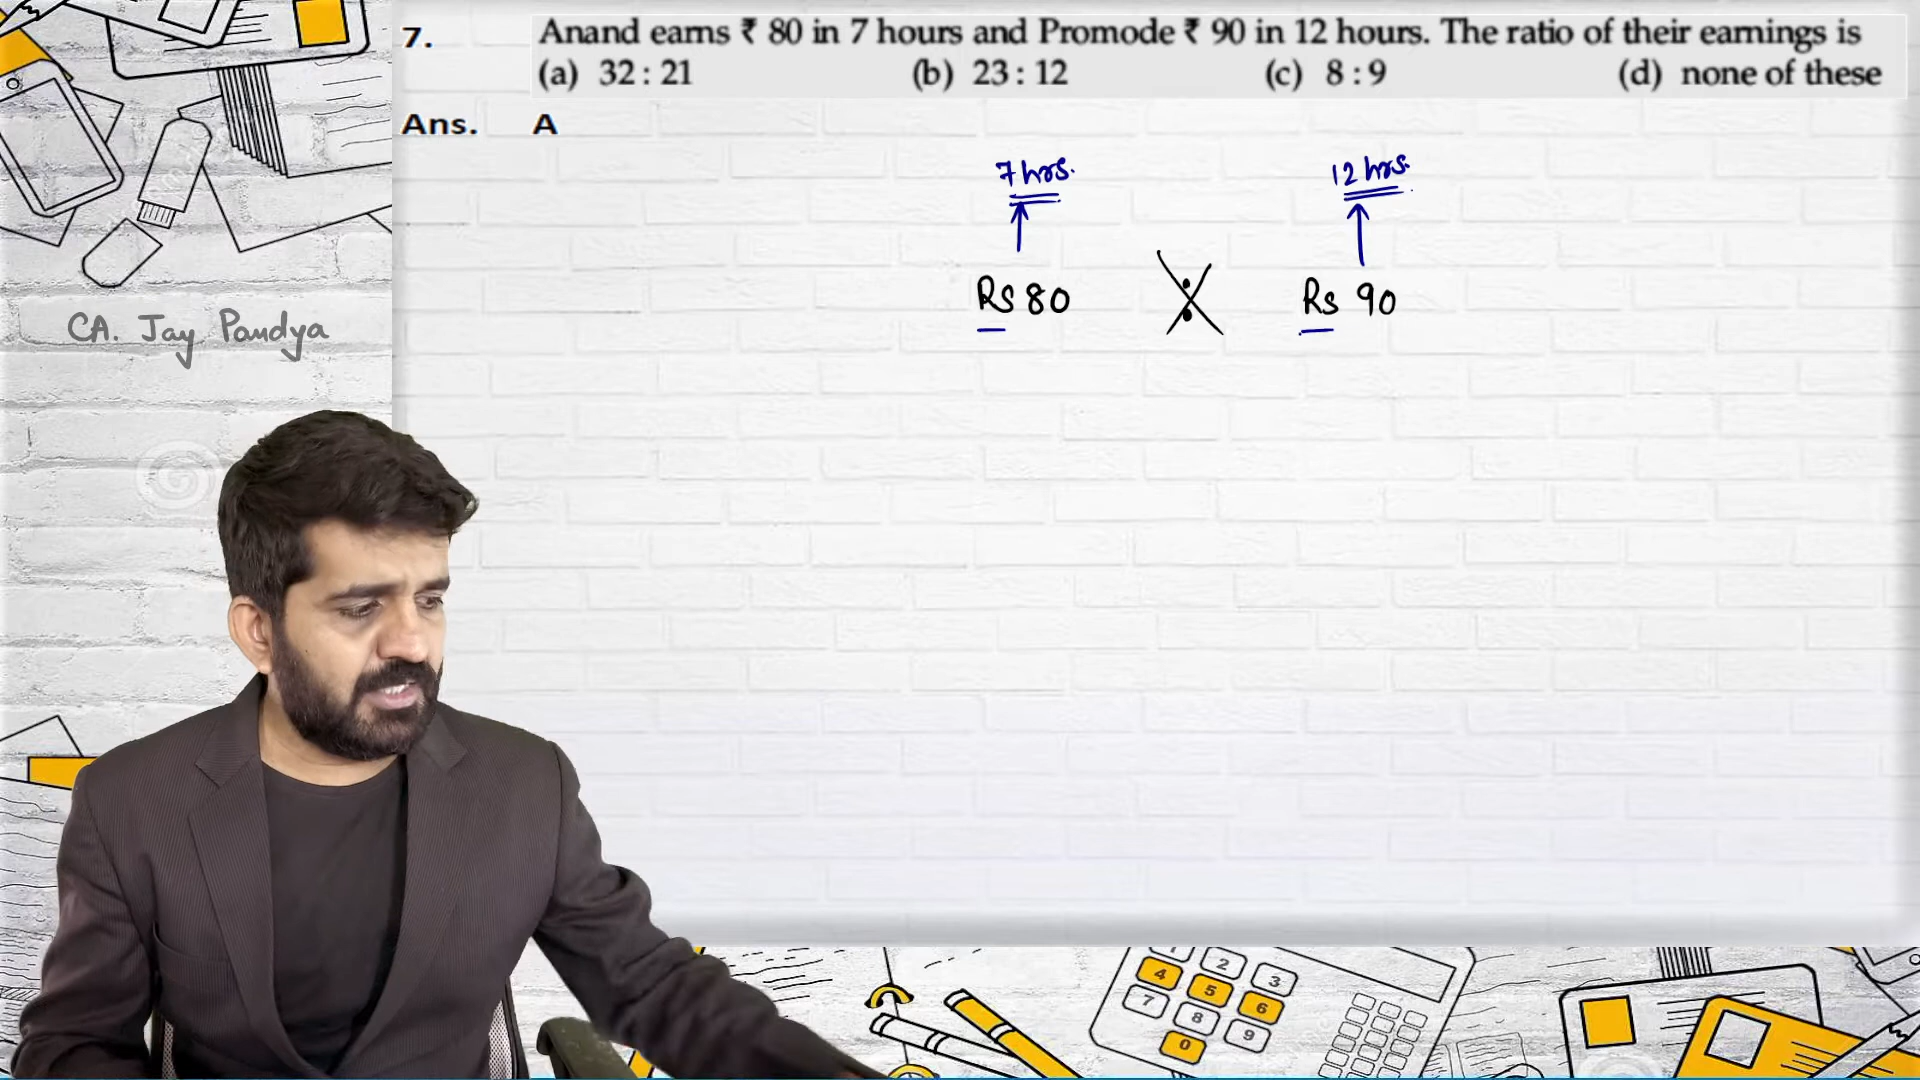 7. Anand earns ₹ 80 in 7 hours and Promode ₹ 90 in 12 hours. The ratio of their earnings is
(a) 32 : 21 (b) 23 : 12 (c) 8 : 9 (d) none of these
Ans. A
7 hrs. 12 hrs.
Rs 80 : Rs 90
CA. Jay Pandya
1 2 3
4 5 6
7 8 9
0